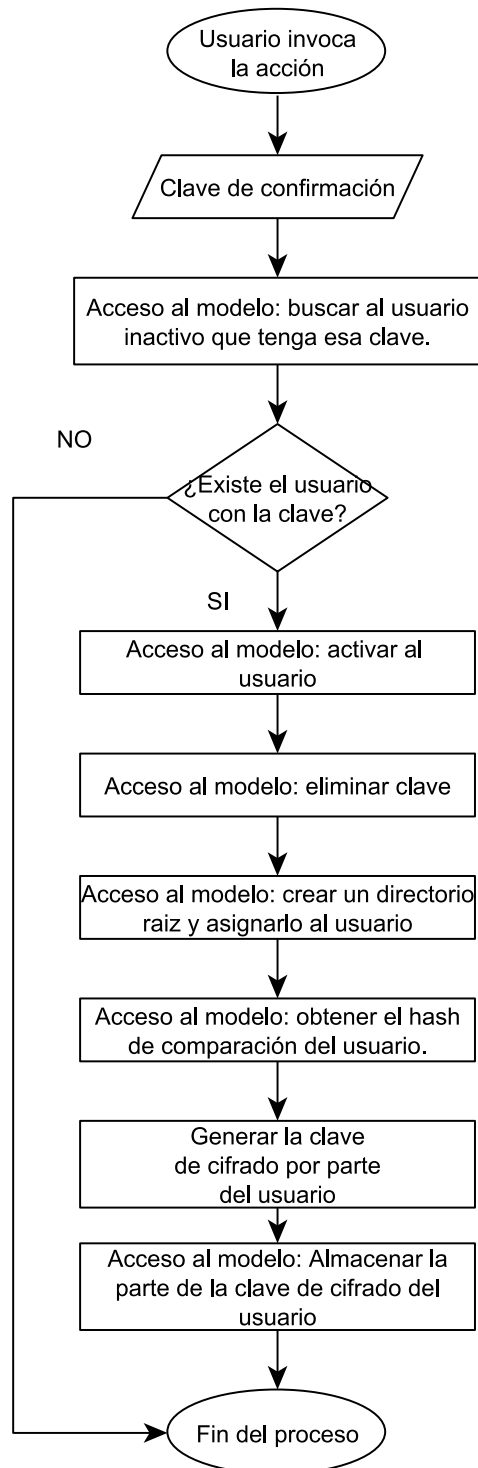 Usuario invoca
la acción
Clave de confirmación
Acceso al modelo: buscar al usuario
inactivo que tenga esa clave.
NO
¿Existe el usuario
con la clave?
SI
Acceso al modelo: activar al
usuario
Acceso al modelo: eliminar clave
Acceso al modelo: crear un directorio
raiz y asignarlo al usuario
Acceso al modelo: obtener el hash
de comparación del usuario.
Generar la clave
de cifrado por parte
del usuario
Acceso al modelo: Almacenar la
parte de la clave de cifrado del
usuario
Fin del proceso